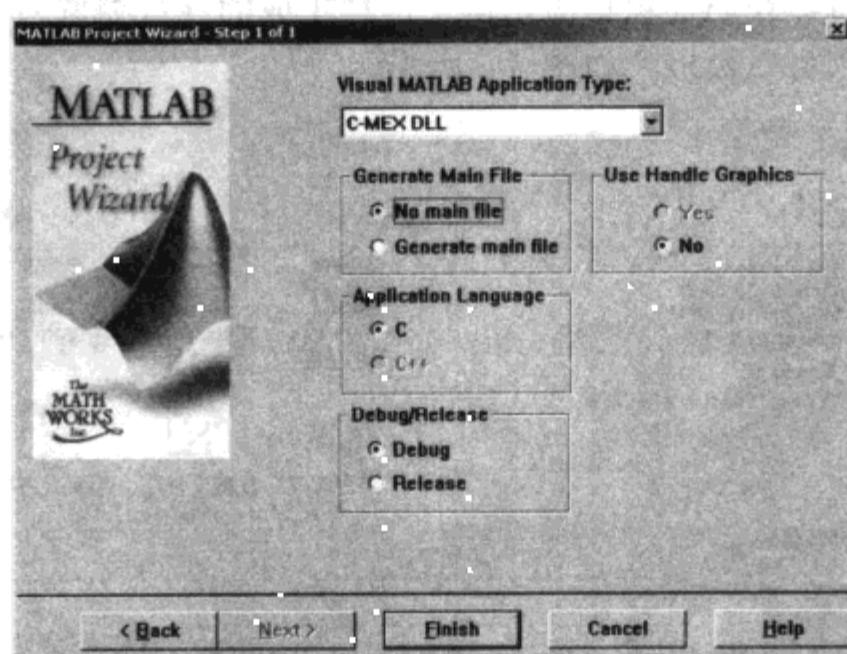 MATLAB Project Wizard - Step 1 of 1
MATLAB
Project
Wizard
The
MATH
WORKS
Inc.
Visual MATLAB Application Type:
C-MEX DLL
Generate Main File
No main file
Generate main file
Use Handle Graphics
Yes
No
Application Language
C
C++
Debug/Release
Debug
Release
< Back
Next >
Finish
Cancel
Help